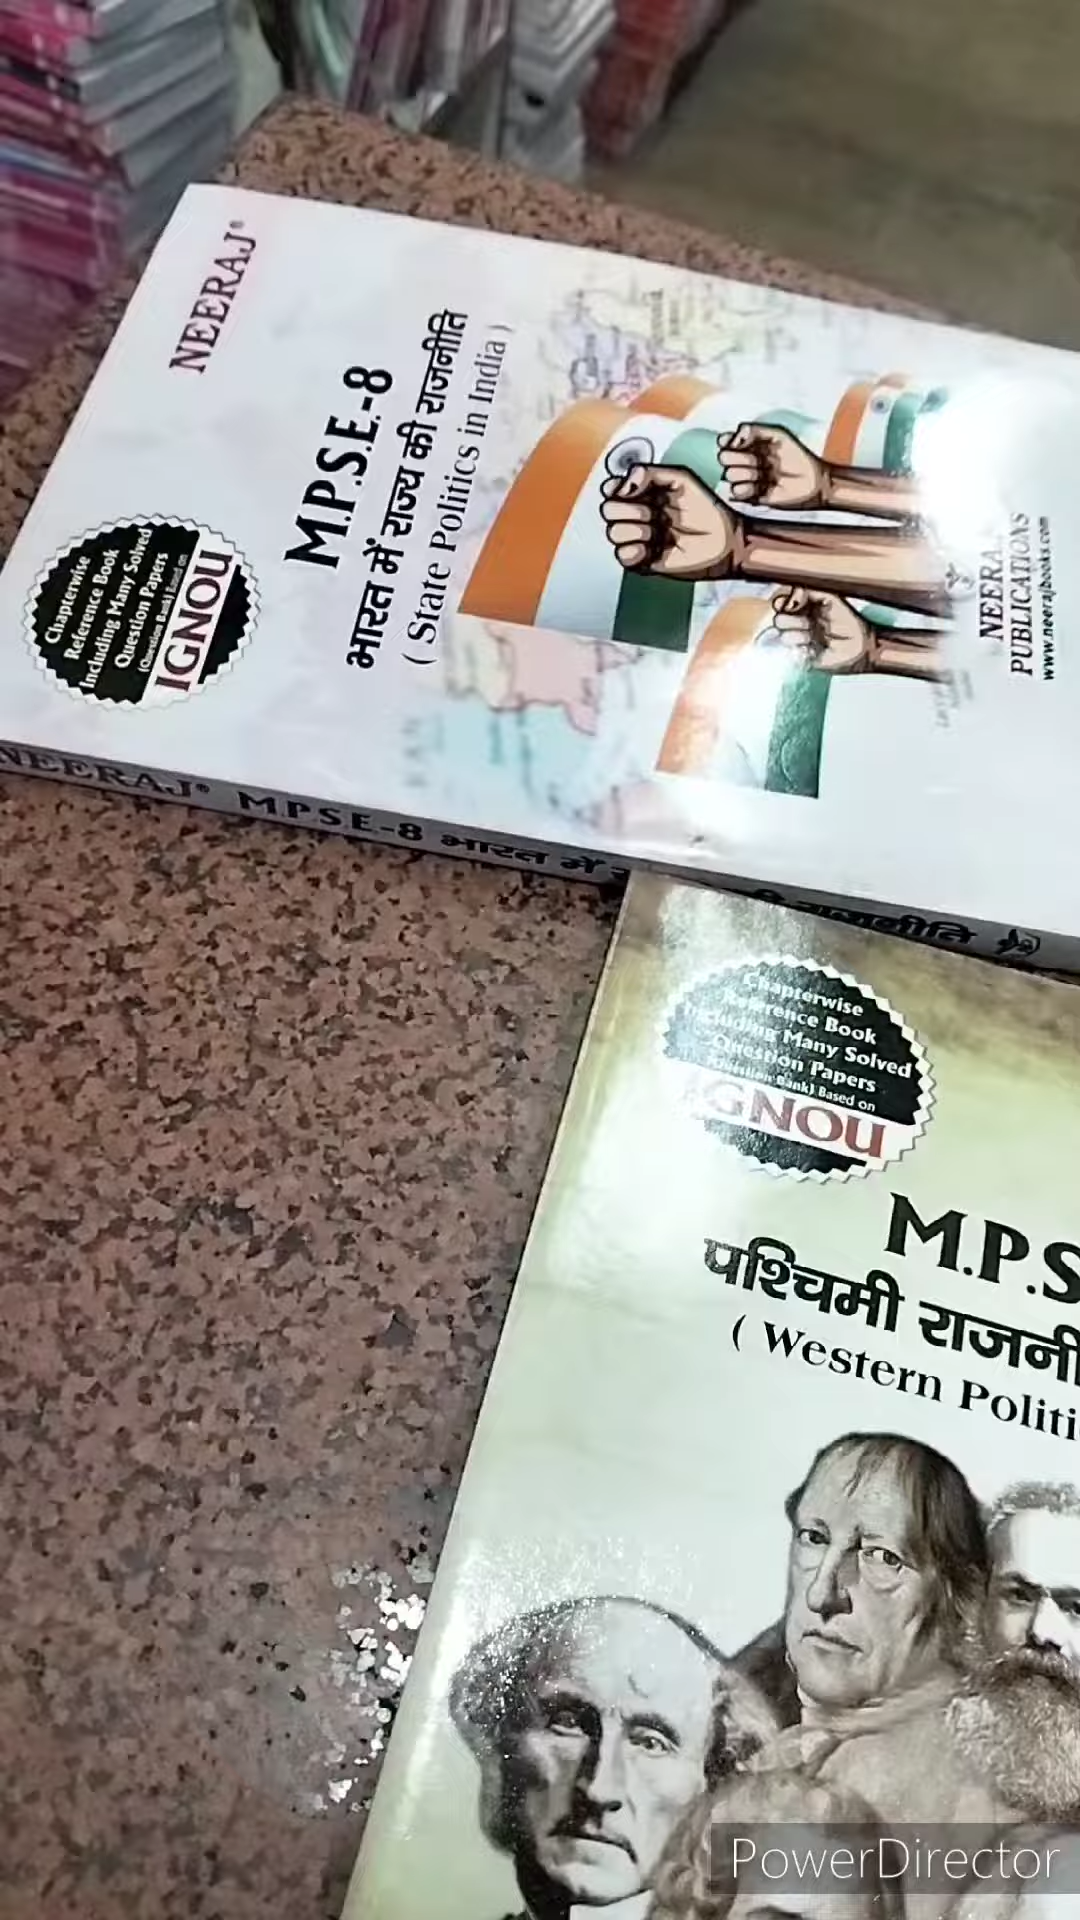 NEERAJ®
M.P.S.E.-8
भारत में राज्य की राजनीति
( State Politics in India )
Chapterwise
Reference Book
Including Many Solved
Question Papers
(Question Bank) Based on
IGNOU
NEERAJ
PUBLICATIONS
www.neerajbooks.com
NEERAJ® M.P.S.E-8 भारत में राजनीति
Chapterwise
Reference Book
Including Many Solved
Question Papers
(Question Bank) Based on
IGNOU
M.P.S
पश्चिमी राजनी
( Western Politi
PowerDirector